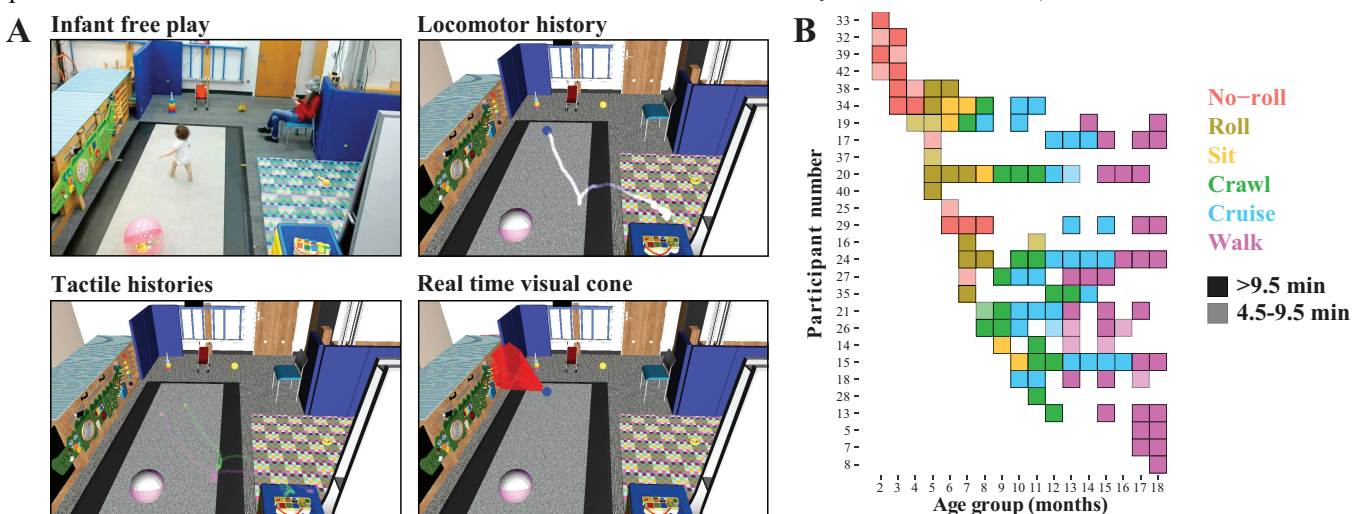 A
Infant free play
Locomotor history
Tactile histories
Real time visual cone
B
Participant number
33
32
39
42
38
34
19
17
37
20
40
25
29
16
24
27
35
21
26
14
15
18
28
13
5
7
8
2 3 4 5 6 7 8 9 10 11 12 13 14 15 16 17 18
Age group (months)
No-roll
Roll
Sit
Crawl
Cruise
Walk
>9.5 min
4.5-9.5 min